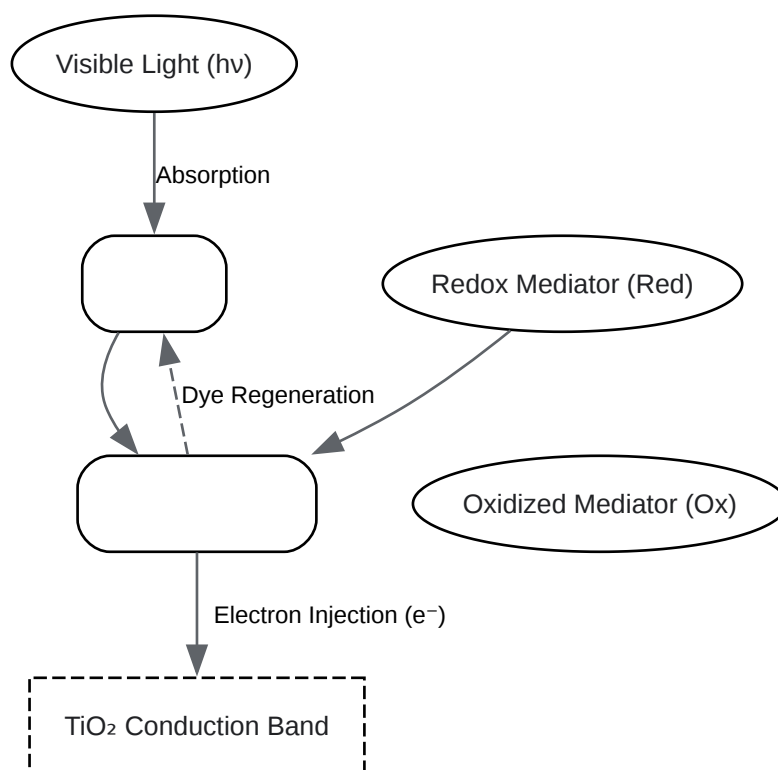 Visible Light (hν)
Absorption
Redox Mediator (Red)
Dye Regeneration
Oxidized Mediator (Ox)
Electron Injection (e⁻)
TiO₂ Conduction Band